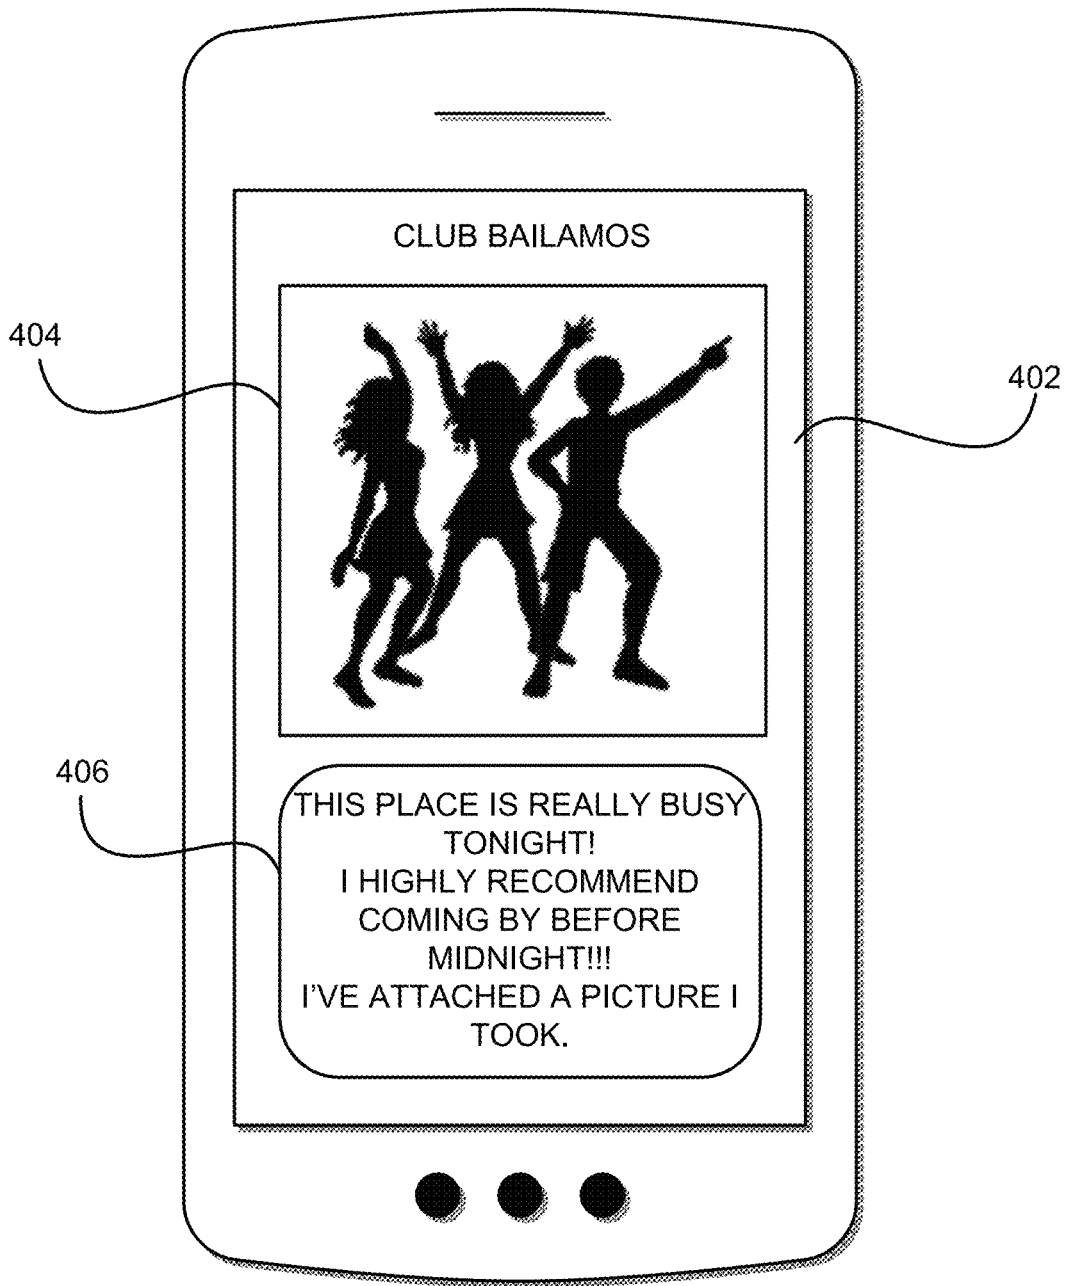 CLUB BAILAMOS
404
402
406
THIS PLACE IS REALLY BUSY
TONIGHT!
I HIGHLY RECOMMEND
COMING BY BEFORE
MIDNIGHT!!!
I'VE ATTACHED A PICTURE I
TOOK.